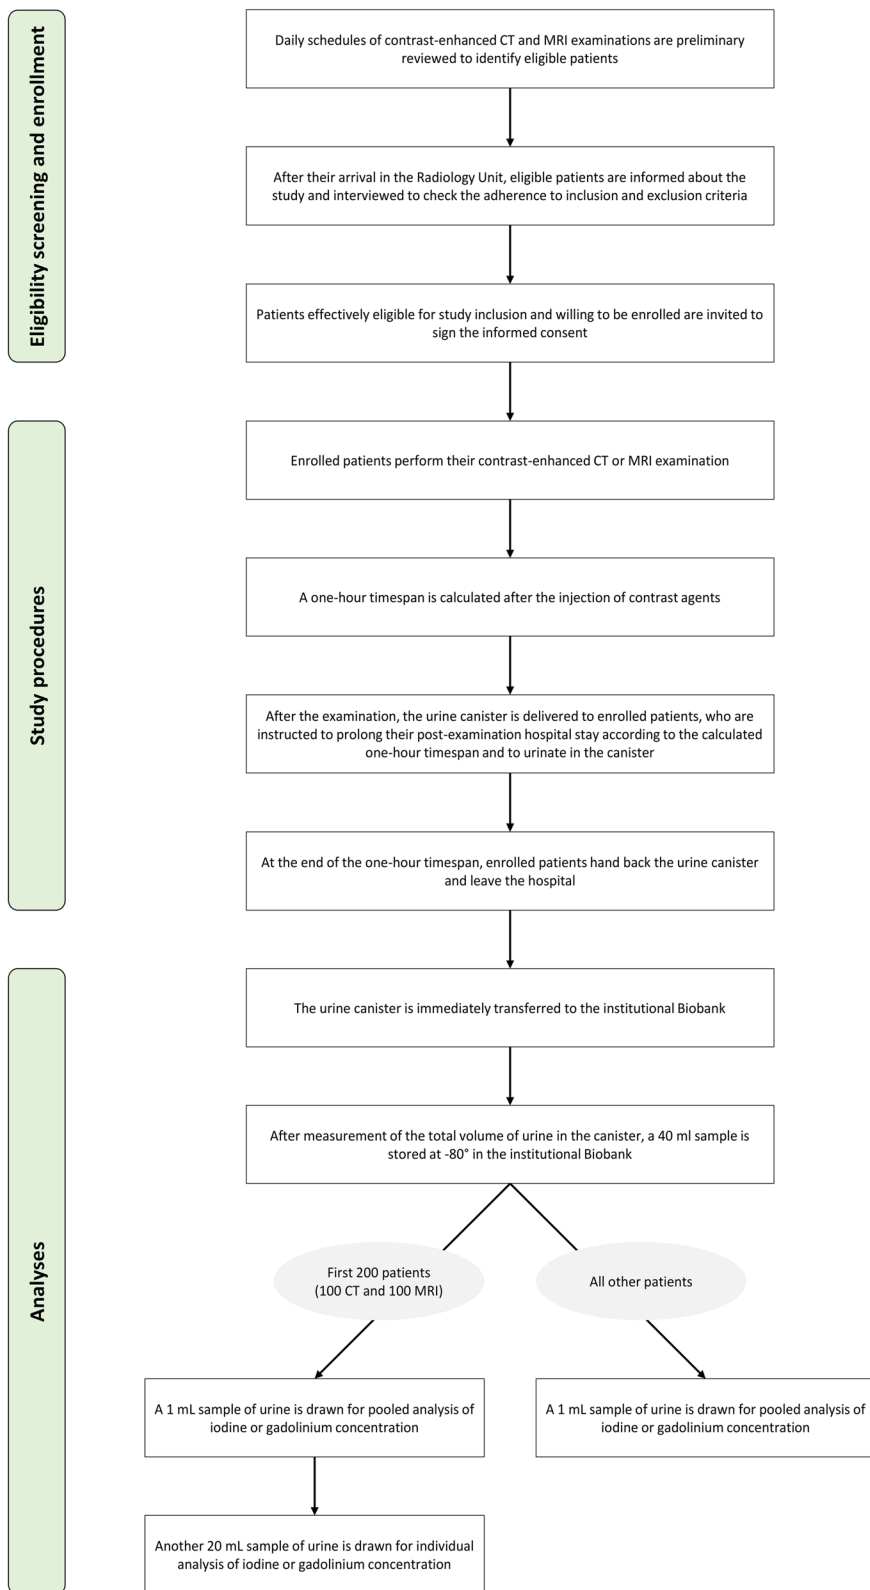 Eligibility screening and enrollment
Daily schedules of contrast-enhanced CT and MRI examinations are preliminary
reviewed to identify eligible patients
After their arrival in the Radiology Unit, eligible patients are informed about the
study and interviewed to check the adherence to inclusion and exclusion criteria
Patients effectively eligible for study inclusion and willing to be enrolled are invited to
sign the informed consent
Study procedures
Enrolled patients perform their contrast-enhanced CT or MRI examination
A one-hour timespan is calculated after the injection of contrast agents
After the examination, the urine canister is delivered to enrolled patients, who are
instructed to prolong their post-examination hospital stay according to the calculated
one-hour timespan and to urinate in the canister
At the end of the one-hour timespan, enrolled patients hand back the urine canister
and leave the hospital
Analyses
The urine canister is immediately transferred to the institutional Biobank
After measurement of the total volume of urine in the canister, a 40 ml sample is
stored at -80° in the institutional Biobank
First 200 patients
(100 CT and 100 MRI)
All other patients
A 1 mL sample of urine is drawn for pooled analysis of
iodine or gadolinium concentration
A 1 mL sample of urine is drawn for pooled analysis of
iodine or gadolinium concentration
Another 20 mL sample of urine is drawn for individual
analysis of iodine or gadolinium concentration